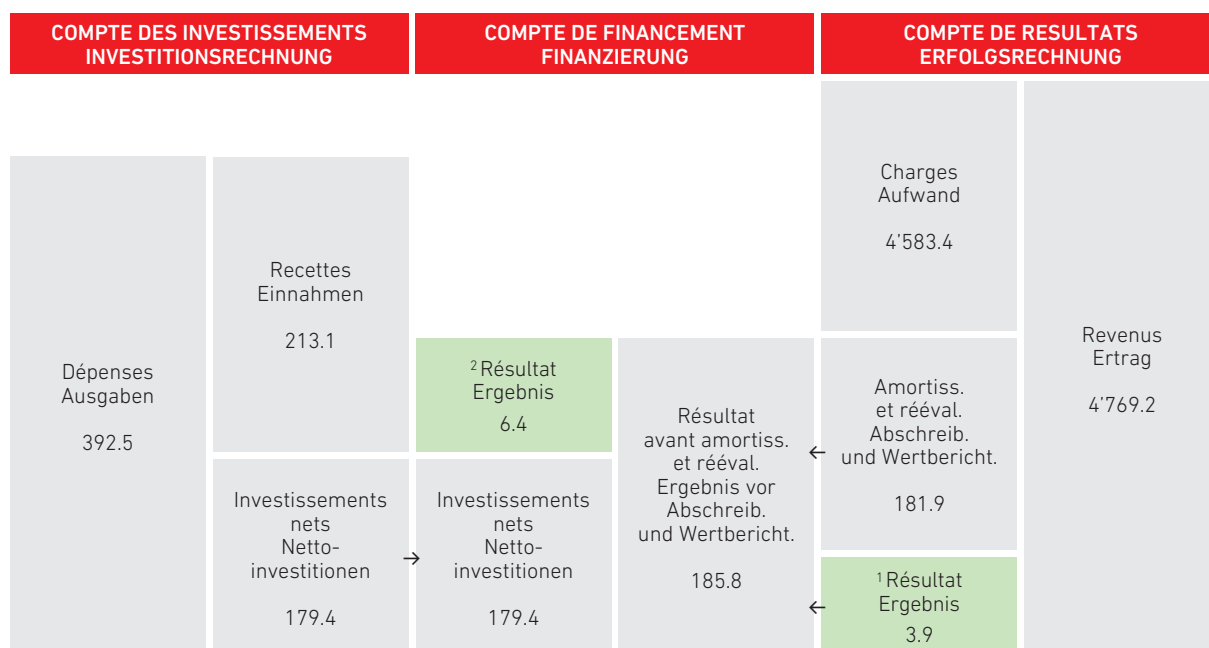 COMPTE DES INVESTISSEMENTS
INVESTITIONSRECHNUNG
COMPTE DE FINANCEMENT
FINANZIERUNG
COMPTE DE RESULTATS
ERFOLGSRECHNUNG
Dépenses
Ausgaben
392.5
Recettes
Einnahmen
213.1
Investissements
nets
Netto-
investitionen
179.4
2 Résultat
Ergebnis
6.4
Investissements
nets
Netto-
investitionen
179.4
Résultat
avant amortiss.
et rééval.
Ergebnis vor
Abschreib.
und Wertbericht.
185.8
Charges
Aufwand
4’583.4
Amortiss.
et rééval.
Abschreib.
und Wertbericht.
181.9
1 Résultat
Ergebnis
3.9
Revenus
Ertrag
4’769.2